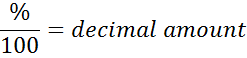 %/100 = decimal amount